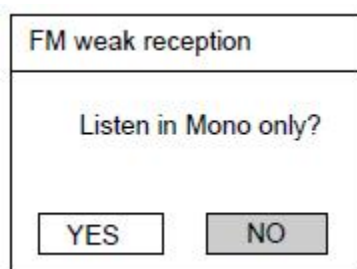 FM weak reception
Listen in Mono only?
YES NO